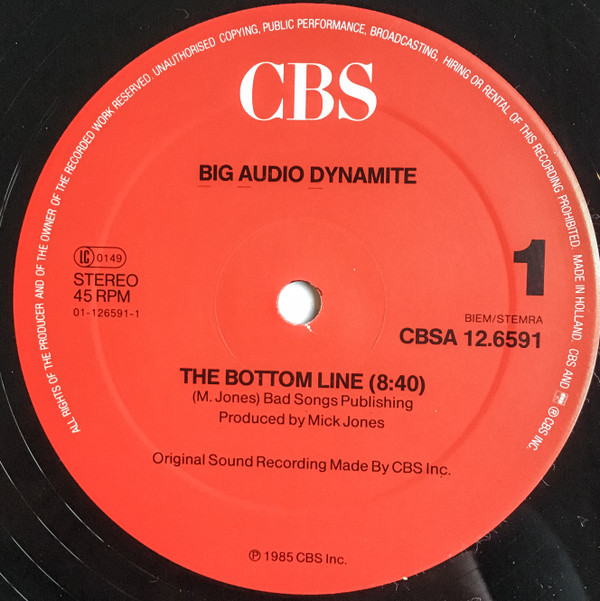 ALL RIGHTS OF THE PRODUCER AND OF THE OWNER OF THE RECORDED WORK RESERVED. UNAUTHORISED COPYING, PUBLIC PERFORMANCE, BROADCASTING, HIRING OR RENTAL OF THIS RECORDING PROHIBITED. MADE IN HOLLAND. CBS AND ® CBS INC.
CBS
BIG AUDIO DYNAMITE
LC 0149
STEREO
45 RPM
01-126591-1
1
BIEM/STEMRA
CBSA 12.6591
THE BOTTOM LINE (8:40)
(M. Jones) Bad Songs Publishing
Produced by Mick Jones
Original Sound Recording Made By CBS Inc.
℗ 1985 CBS Inc.